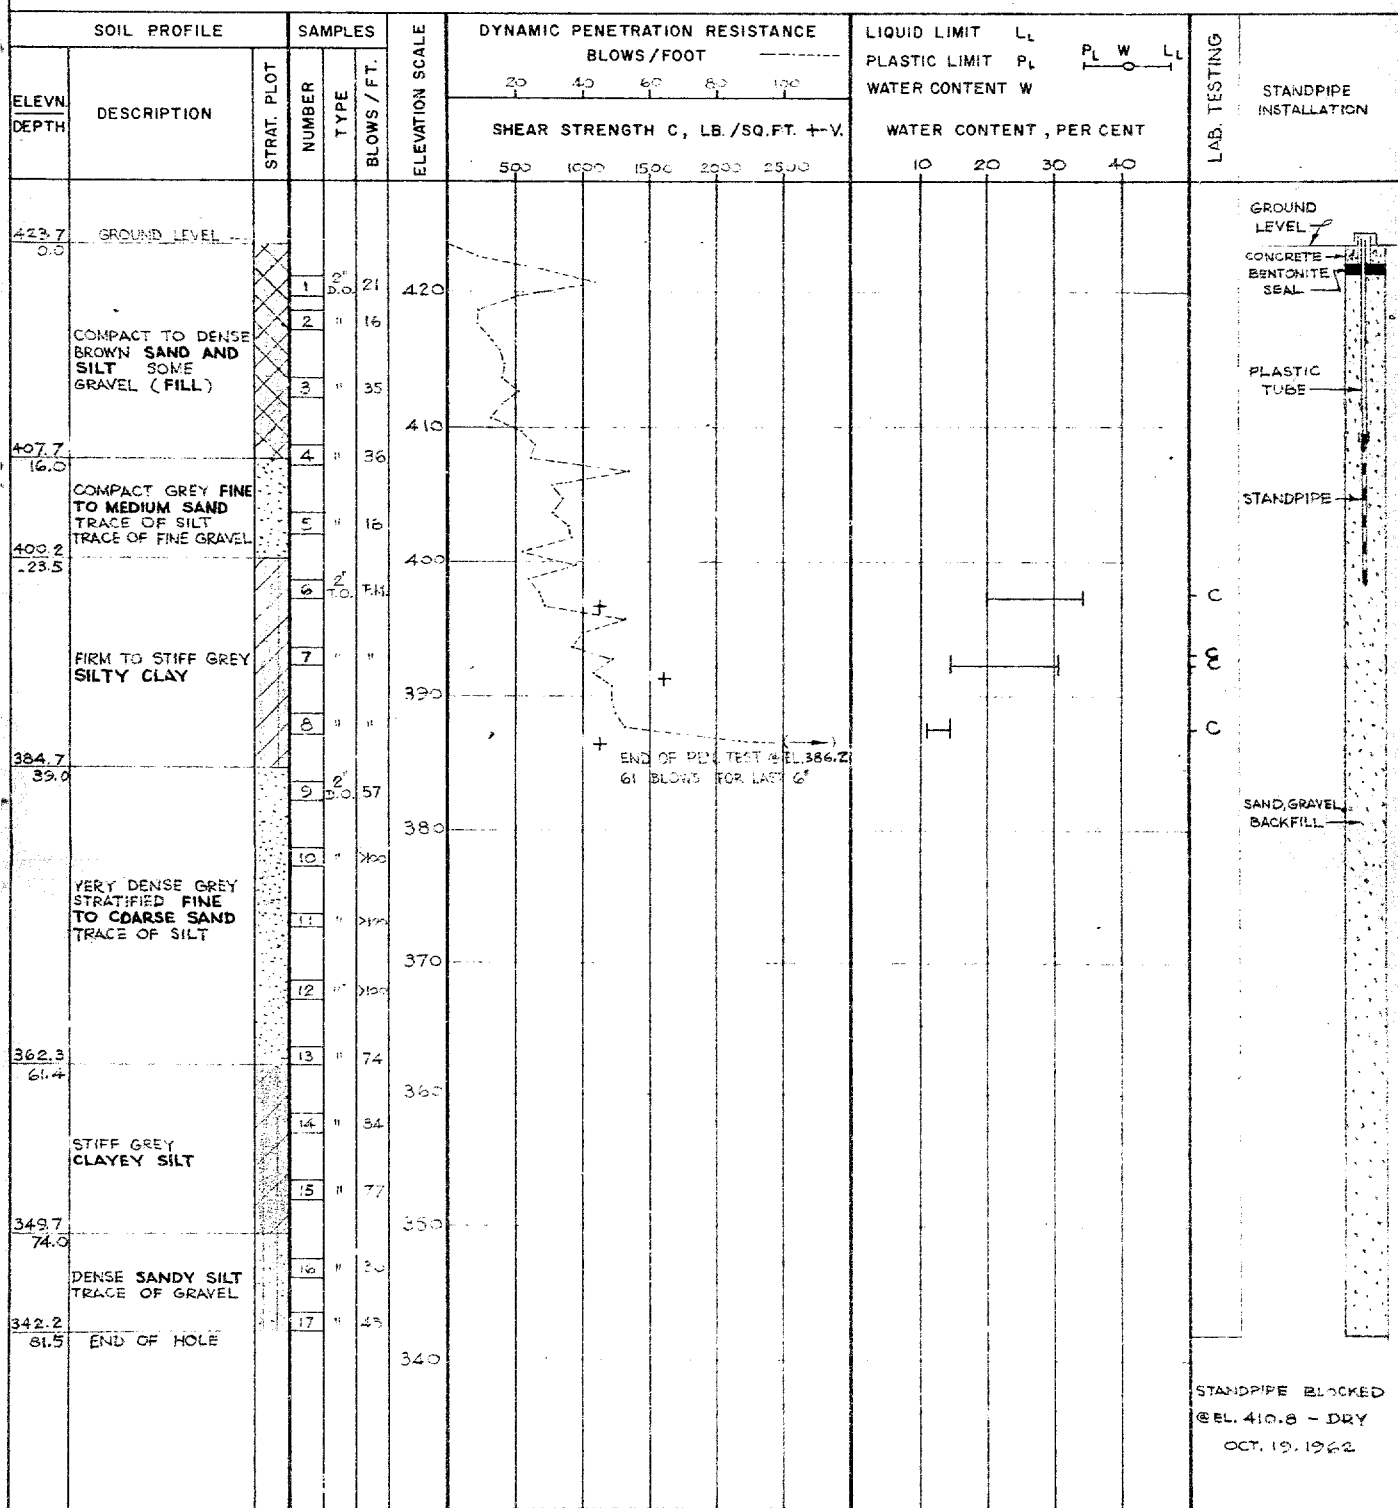 SOIL PROFILE
SAMPLES
ELEVATION SCALE
DYNAMIC PENETRATION RESISTANCE
BLOWS/FOOT
20 40 60 80 100
SHEAR STRENGTH C, LB./SQ.FT. +-V.
500 1000 1500 2000 2500
LIQUID LIMIT LL
PLASTIC LIMIT PL
WATER CONTENT W
PL W LL
WATER CONTENT, PER CENT
10 20 30 40
LAB. TESTING
STANDPIPE
INSTALLATION
ELEVN.
DEPTH
DESCRIPTION
STRAT. PLOT
NUMBER
TYPE
BLOWS / FT.
423.7
0.0
GROUND LEVEL
COMPACT TO DENSE
BROWN SAND AND
SILT SOME
GRAVEL (FILL)
407.7
16.0
COMPACT GREY FINE
TO MEDIUM SAND
TRACE OF SILT
TRACE OF FINE GRAVEL
400.2
23.5
FIRM TO STIFF GREY
SILTY CLAY
384.7
39.0
VERY DENSE GREY
STRATIFIED FINE
TO COARSE SAND
TRACE OF SILT
362.3
61.4
STIFF GREY
CLAYEY SILT
349.7
74.0
DENSE SANDY SILT
TRACE OF GRAVEL
342.2
81.5
END OF HOLE
1 2" D.O. 21
2 " 16
3 " 35
4 " 36
5 " 16
6 2" T.O. P.M.
7 " "
8 " "
9 2" D.O. 57
10 " >100
11 " >100
12 " >100
13 " 74
14 " 84
15 " 77
16 "
17 " 43
420
410
400
390
380
370
360
350
340
END OF PEN. TEST @ EL. 386.2
61 BLOWS FOR LAST 6"
C
C
C
C
GROUND
LEVEL
CONCRETE
BENTONITE
SEAL
PLASTIC
TUBE
STANDPIPE
SAND, GRAVEL
BACKFILL
STANDPIPE BLOCKED
@ EL. 410.8 - DRY
OCT. 19. 1962